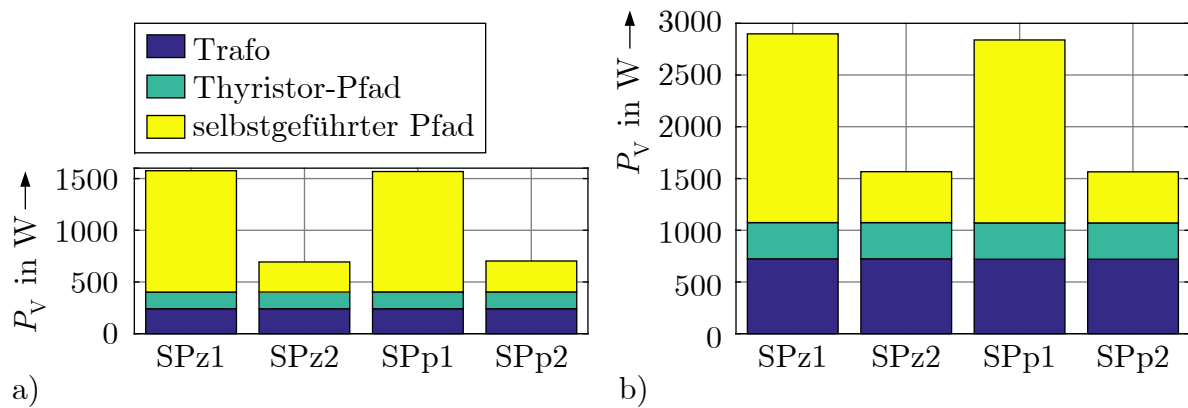 Trafo
Thyristor-Pfad
selbstgeführter Pfad
P_V in W
1500
1000
500
0
SPz1 SPz2 SPp1 SPp2
a)
P_V in W
3000
2500
2000
1500
1000
500
0
SPz1 SPz2 SPp1 SPp2
b)